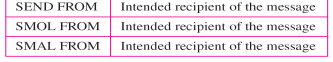 SEND FROM Intended recipient of the message
SMOL FROM Intended recipient of the message
SMAL FROM Intended recipient of the message